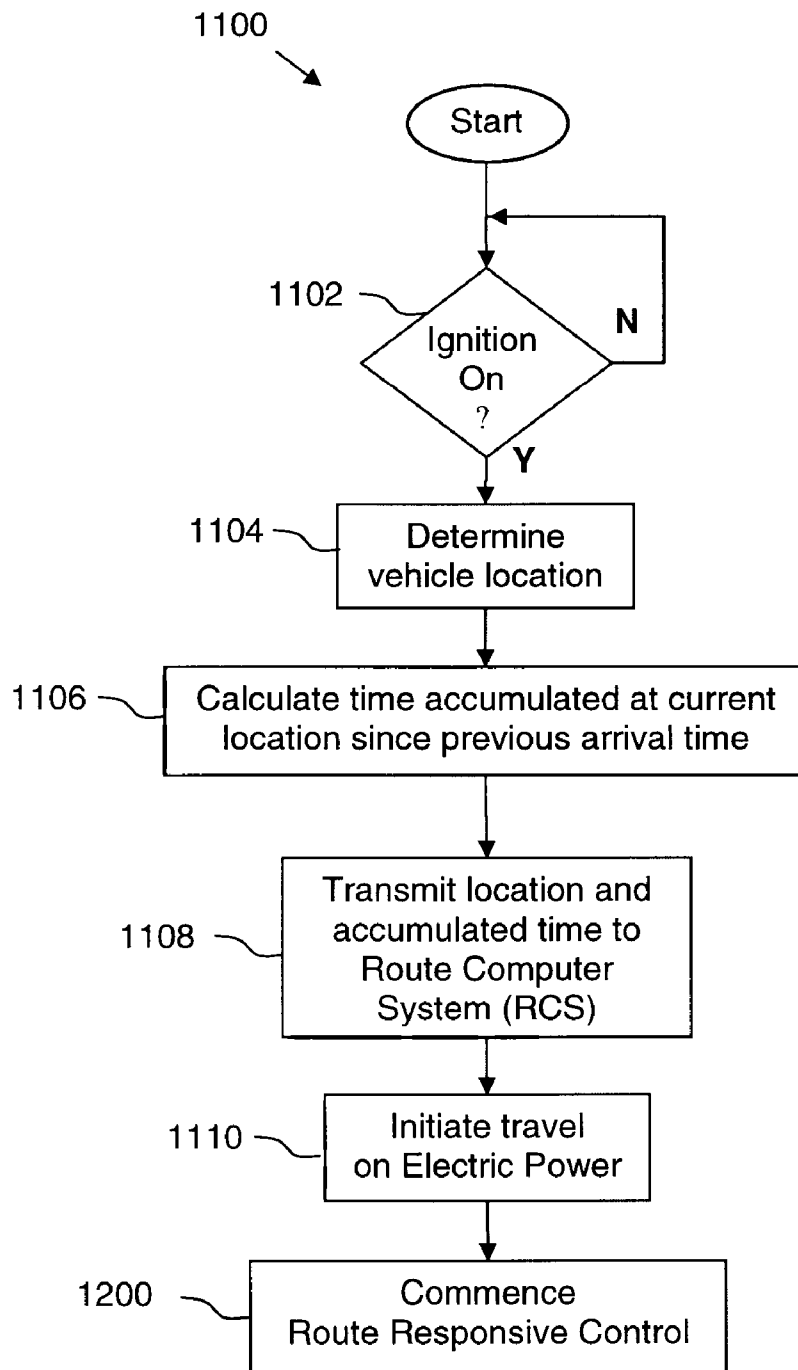 1100
Start
1102
Ignition
On
?
N
Y
1104
Determine
vehicle location
1106
Calculate time accumulated at current
location since previous arrival time
1108
Transmit location and
accumulated time to
Route Computer
System (RCS)
1110
Initiate travel
on Electric Power
1200
Commence
Route Responsive Control